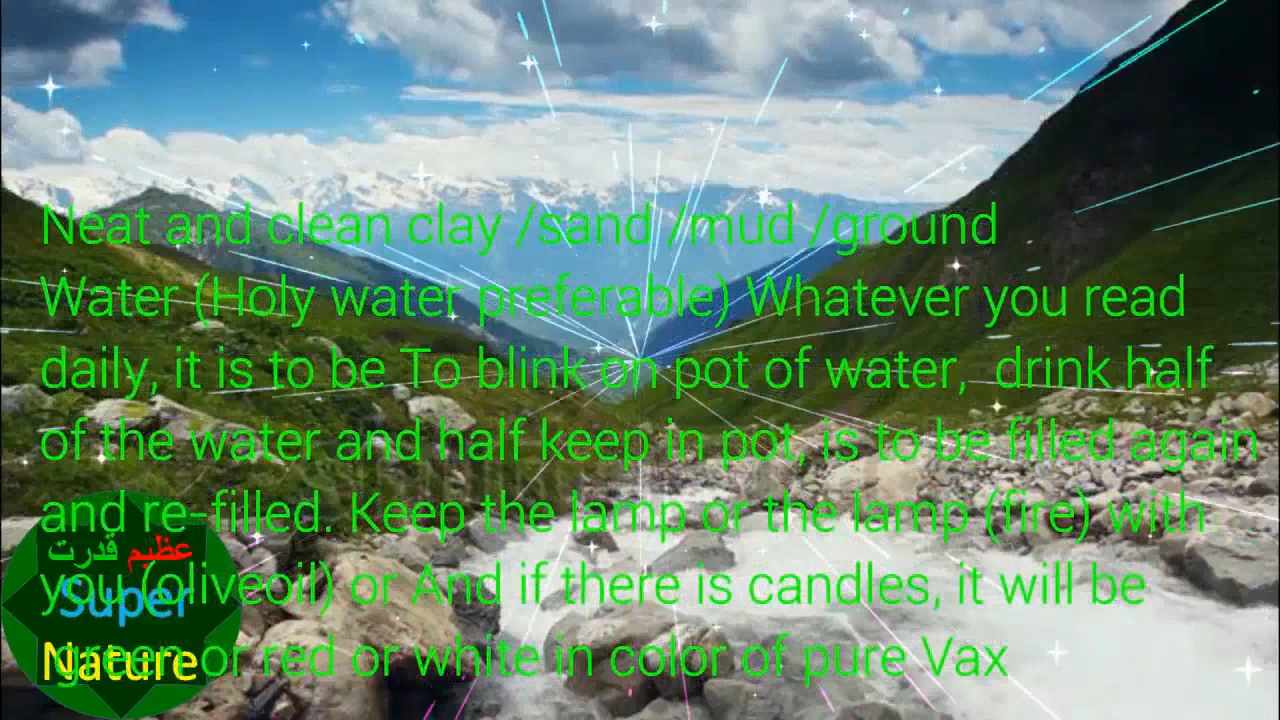 Neat and clean clay /sand /mud /ground
Water (Holy water preferable) Whatever you read
daily, it is to be To blink on pot of water, drink half
of the water and half keep in pot, is to be filled again
and re-filled. Keep the lamp or the lamp (fire) with
you (oliveoil) or And if there is candles, it will be
green or red or white in color of pure Vax
عظیم قدرت
Super
Nature